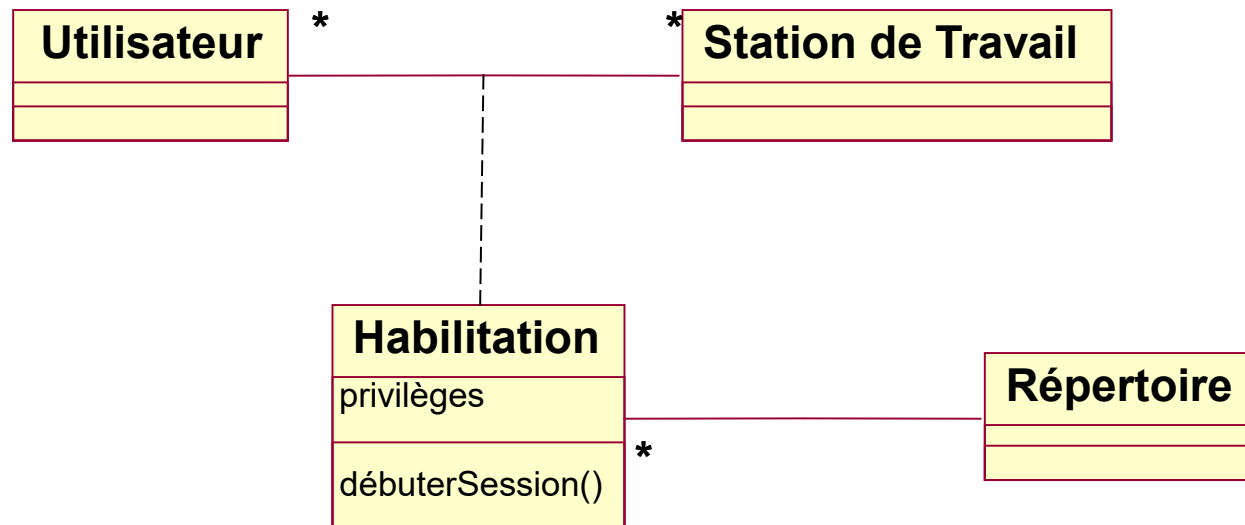 Utilisateur
*
*
Station de Travail
Habilitation
privilèges
débuterSession()
*
Répertoire